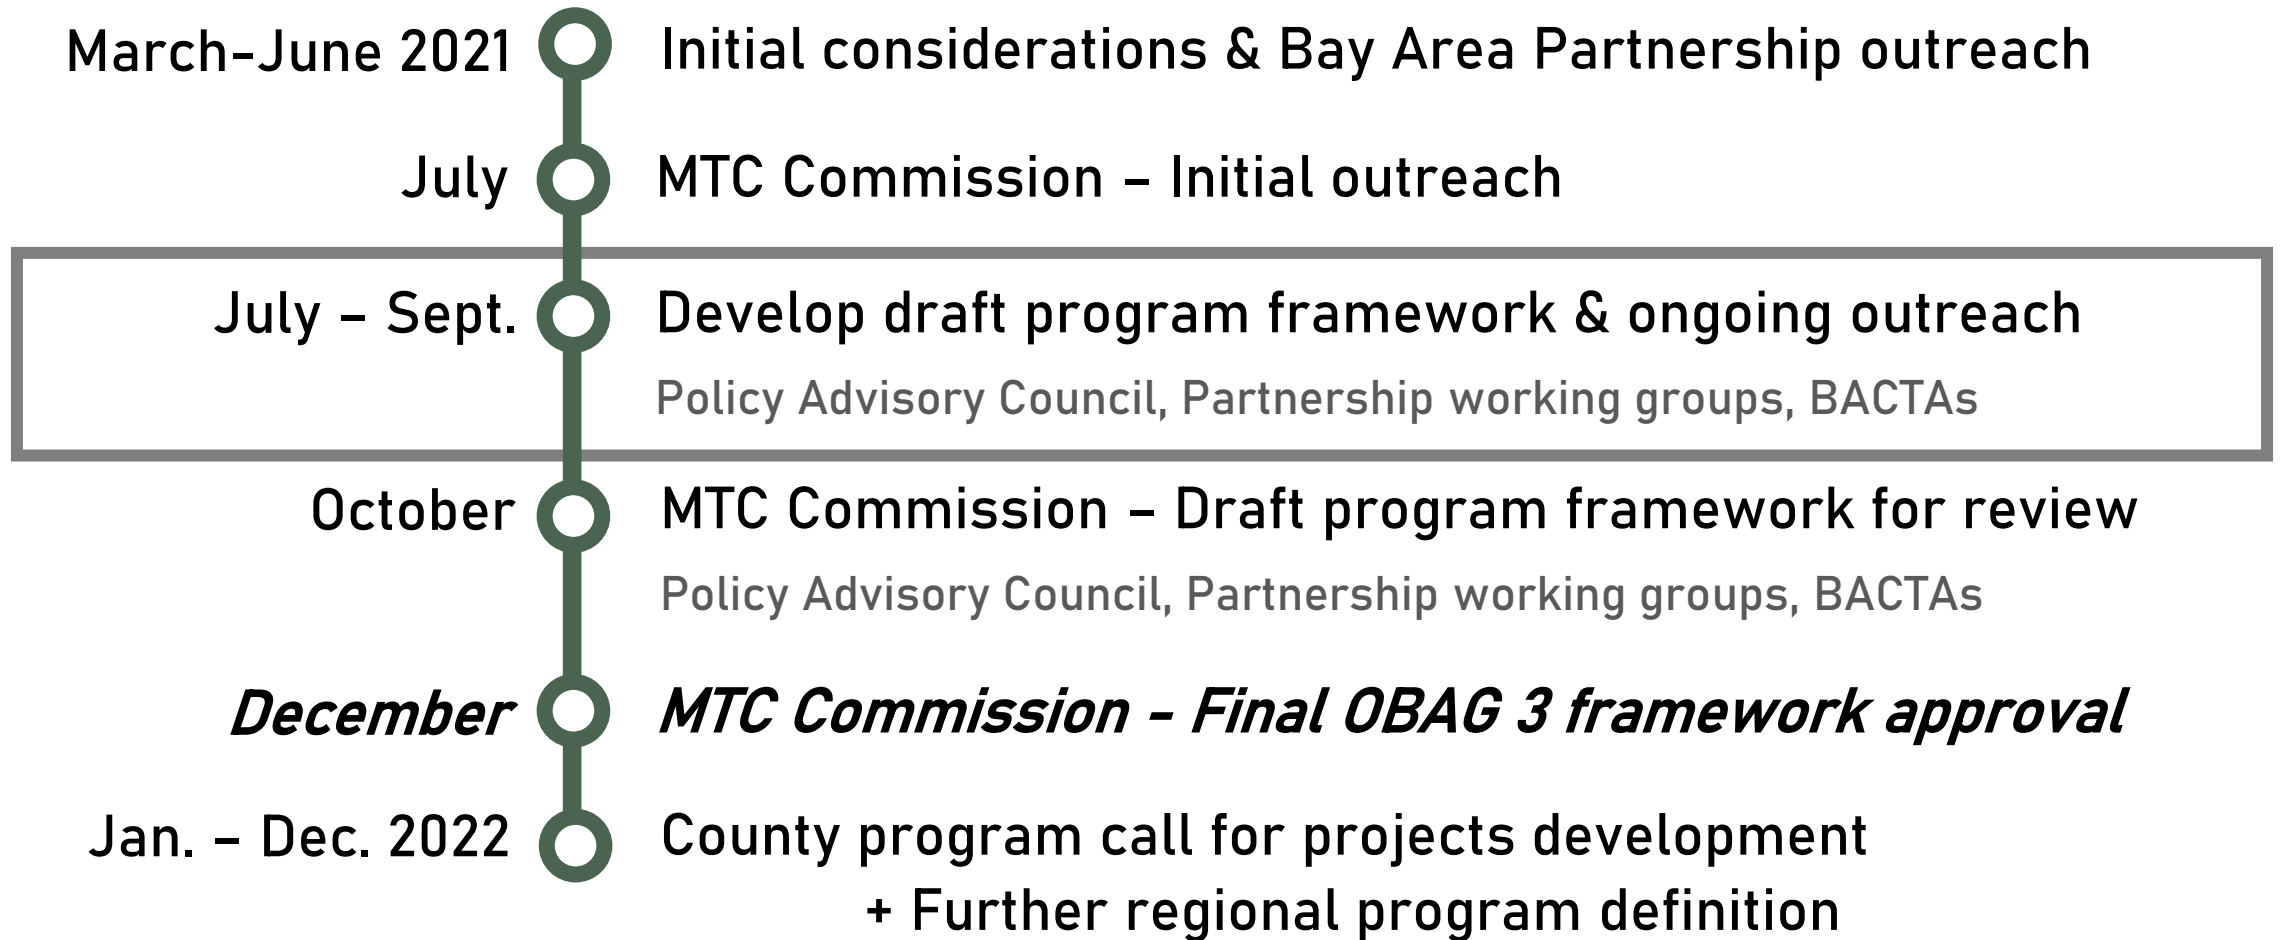 March-June 2021 Initial considerations & Bay Area Partnership outreach
July MTC Commission – Initial outreach
July – Sept. Develop draft program framework & ongoing outreach
Policy Advisory Council, Partnership working groups, BACTAs
October MTC Commission – Draft program framework for review
Policy Advisory Council, Partnership working groups, BACTAs
December MTC Commission - Final OBAG 3 framework approval
Jan. – Dec. 2022 County program call for projects development
+ Further regional program definition